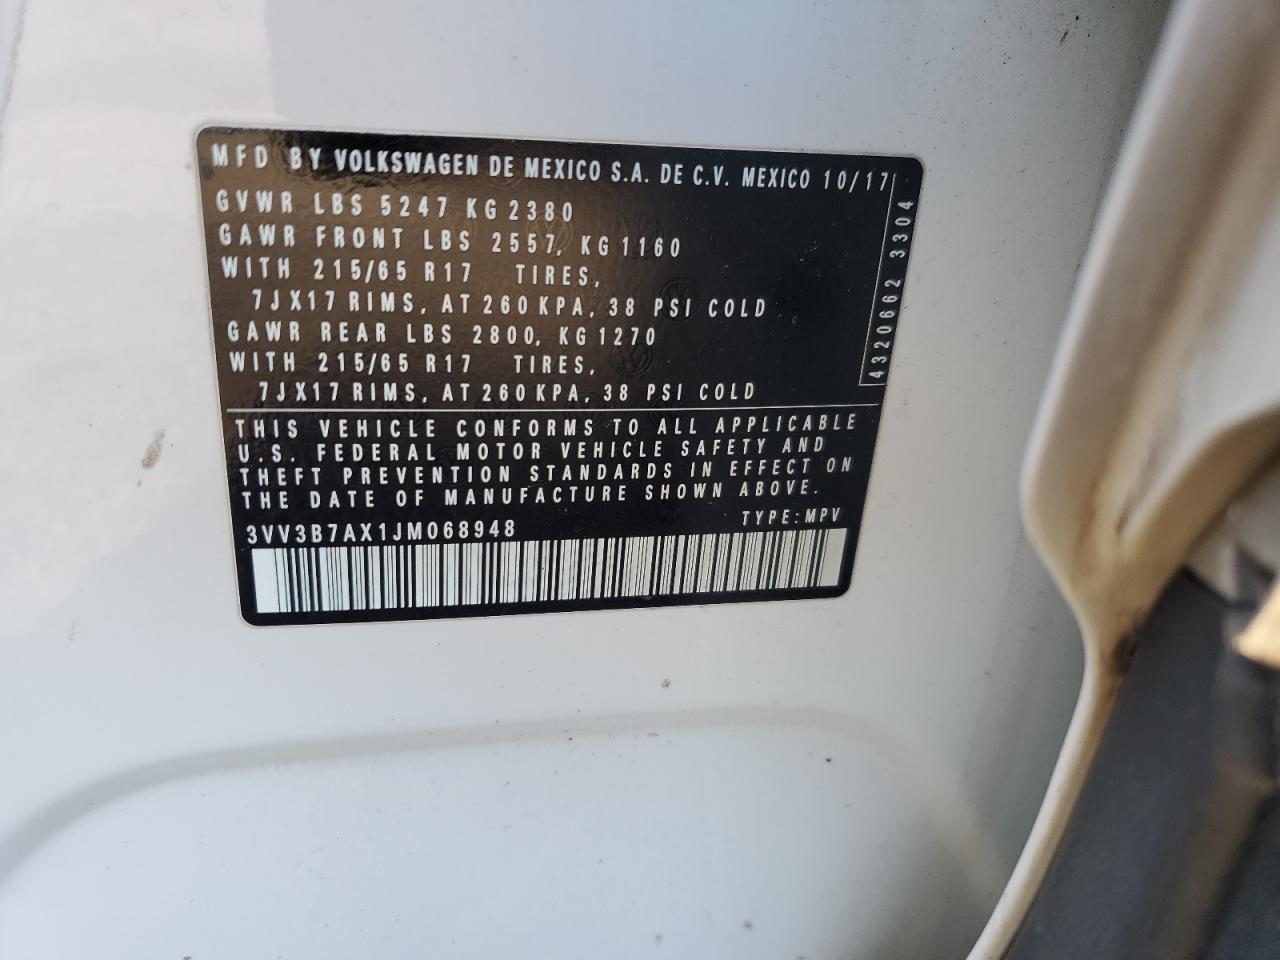 MFD BY VOLKSWAGEN DE MEXICO S.A. DE C.V. MEXICO 10/17
GVWR LBS 5247 KG 2380
GAWR FRONT LBS 2557, KG 1160
WITH 215/65 R17 TIRES,
7JX17 RIMS, AT 260 KPA, 38 PSI COLD
GAWR REAR LBS 2800, KG 1270
WITH 215/65 R17 TIRES,
7JX17 RIMS, AT 260 KPA, 38 PSI COLD
4320662 3304
THIS VEHICLE CONFORMS TO ALL APPLICABLE
U.S. FEDERAL MOTOR VEHICLE SAFETY AND
THEFT PREVENTION STANDARDS IN EFFECT ON
THE DATE OF MANUFACTURE SHOWN ABOVE.
3VV3B7AX1JM068948 TYPE: MPV